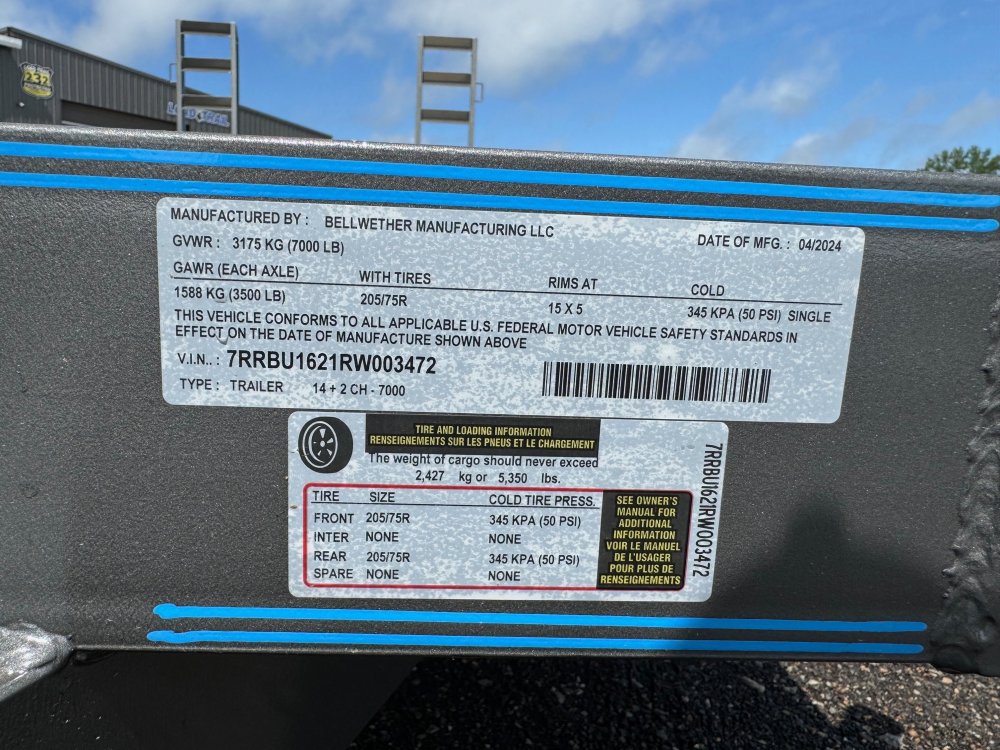 232
MANUFACTURED BY : BELLWETHER MANUFACTURING LLC
DATE OF MFG. : 04/2024
GVWR : 3175 KG (7000 LB)
GAWR (EACH AXLE) WITH TIRES RIMS AT COLD
1588 KG (3500 LB) 205/75R 15 X 5 345 KPA (50 PSI) SINGLE
THIS VEHICLE CONFORMS TO ALL APPLICABLE U.S. FEDERAL MOTOR VEHICLE SAFETY STANDARDS IN
EFFECT ON THE DATE OF MANUFACTURE SHOWN ABOVE
V.I.N.. : 7RRBU1621RW003472
TYPE : TRAILER 14 + 2 CH - 7000
TIRE AND LOADING INFORMATION
RENSEIGNEMENTS SUR LES PNEUS ET LE CHARGEMENT
The weight of cargo should never exceed
2,427 kg or 5,350 lbs.
TIRE SIZE COLD TIRE PRESS.
FRONT 205/75R 345 KPA (50 PSI)
INTER NONE NONE
REAR 205/75R 345 KPA (50 PSI)
SPARE NONE NONE
SEE OWNER'S
MANUAL FOR
ADDITIONAL
INFORMATION
VOIR LE MANUEL
DE L'USAGER
POUR PLUS DE
RENSEIGNEMENTS
7RRBU1621RW003472